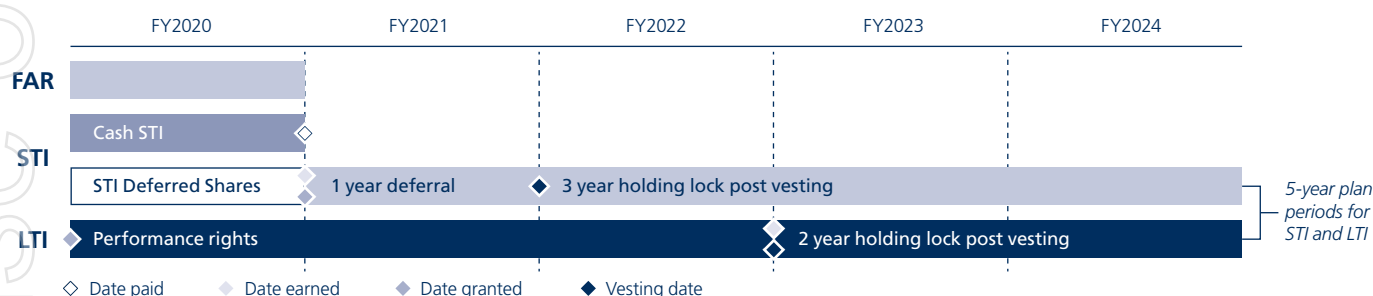 FY2020 FY2021 FY2022 FY2023 FY2024
FAR
Cash STI
STI
STI Deferred Shares 1 year deferral 3 year holding lock post vesting
5-year plan
periods for
STI and LTI
LTI Performance rights 2 year holding lock post vesting
Date paid Date earned Date granted Vesting date